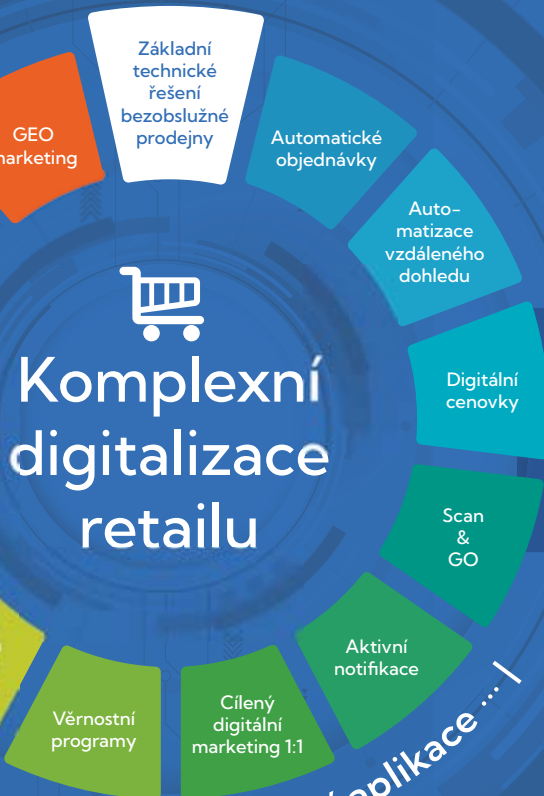 Základní
technické
řešení
bezobslužné
prodejny
GEO
marketing
Automatické
objednávky
Auto-
matizace
vzdáleného
dohledu
Komplexní
digitalizace
retailu
Digitální
cenovky
Scan
&
GO
Aktivní
notifikace
Cílený
digitální
marketing 1:1
Věrnostní
programy
aplikace ... |